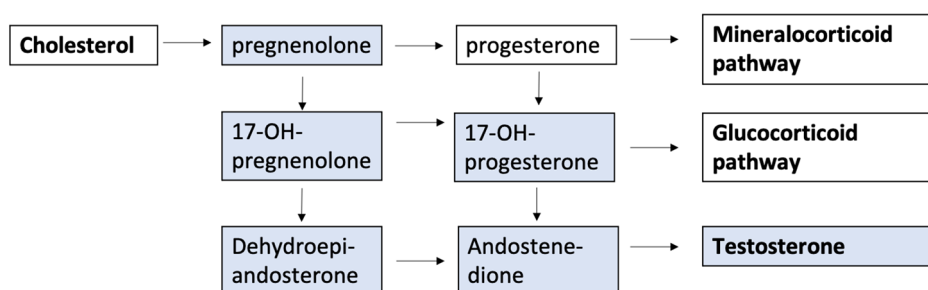 Cholesterol
pregnenolone
progesterone
Mineralocorticoid
pathway
17-OH-
pregnenolone
17-OH-
progesterone
Glucocorticoid
pathway
Dehydroepi-
andosterone
Andostene-
dione
Testosterone